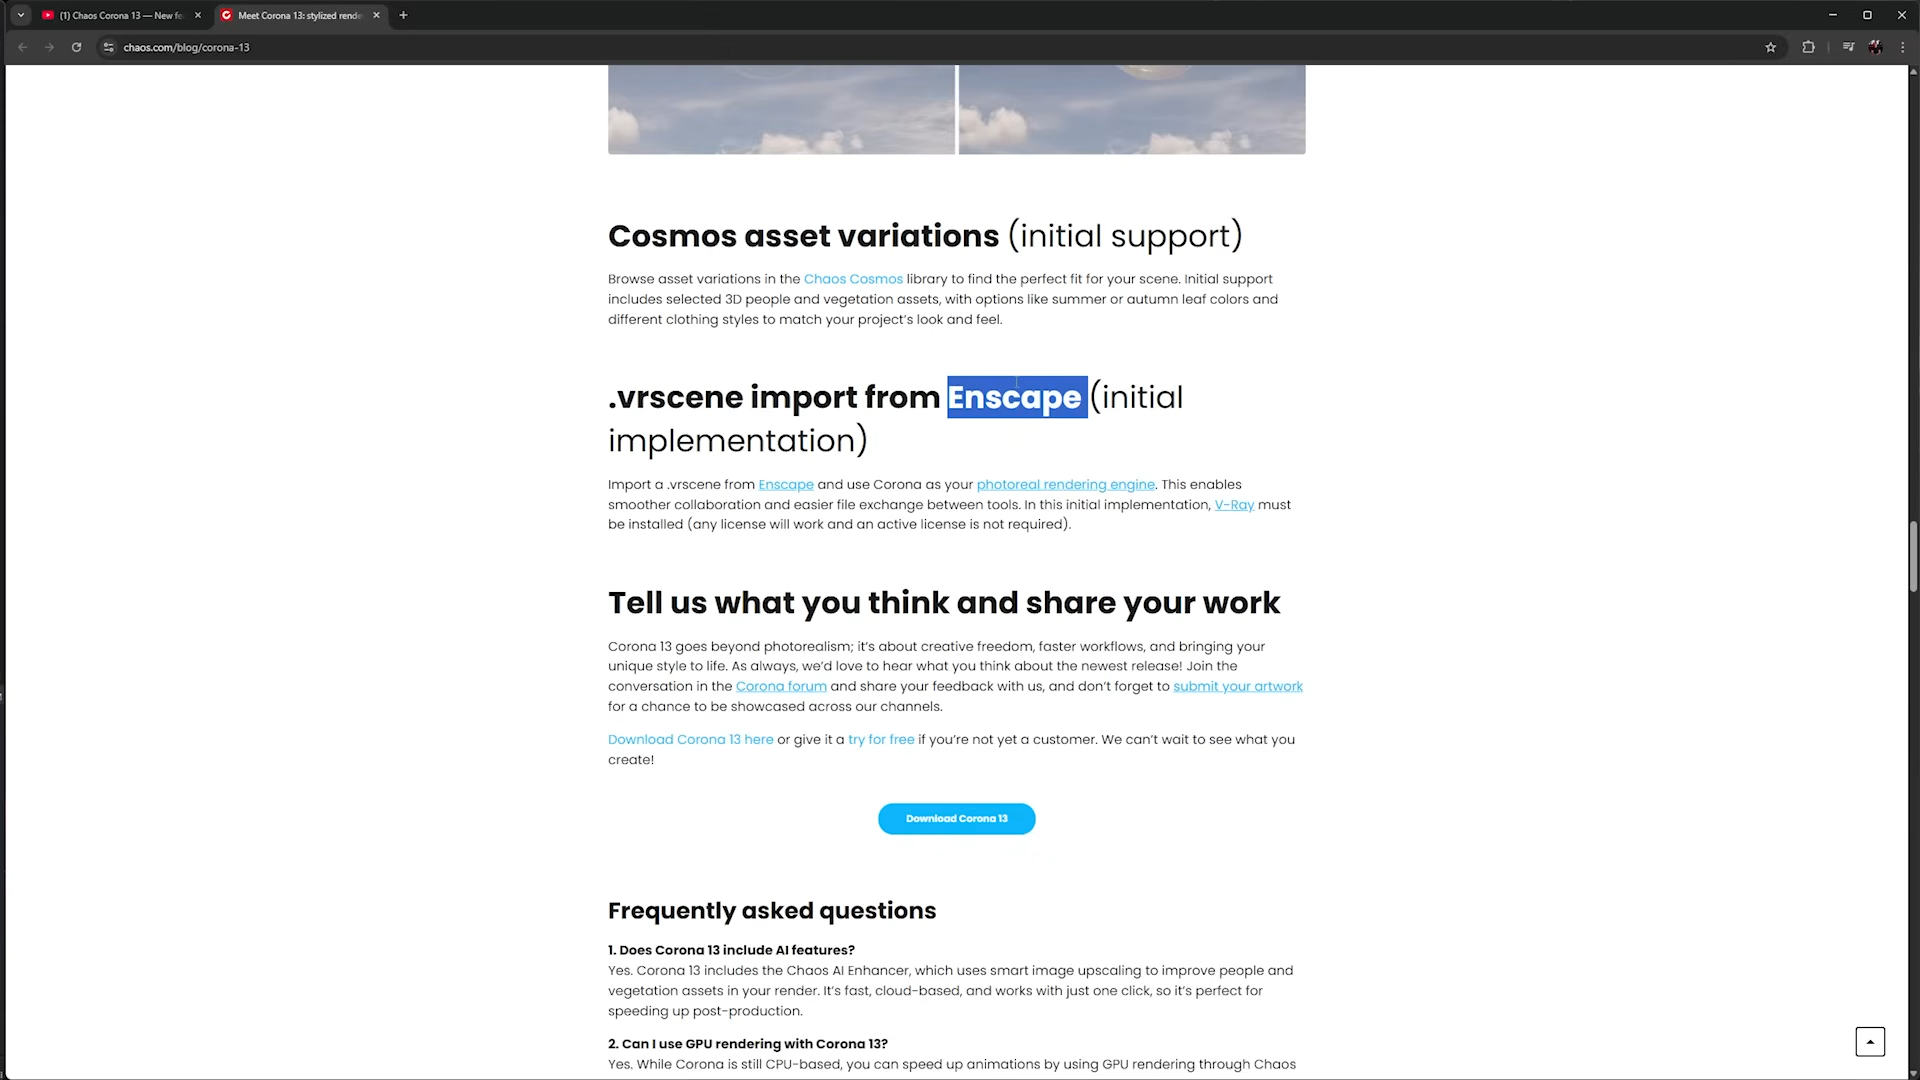 (1) Chaos Corona 13 — New fe
Meet Corona 13: stylized rende
chaos.com/blog/corona-13
Cosmos asset variations (initial support)
Browse asset variations in the Chaos Cosmos library to find the perfect fit for your scene. Initial support
includes selected 3D people and vegetation assets, with options like summer or autumn leaf colors and
different clothing styles to match your project's look and feel.
.vrscene import from Enscape (initial
implementation)
Import a .vrscene from Enscape and use Corona as your photoreal rendering engine. This enables
smoother collaboration and easier file exchange between tools. In this initial implementation, V-Ray must
be installed (any license will work and an active license is not required).
Tell us what you think and share your work
Corona 13 goes beyond photorealism; it's about creative freedom, faster workflows, and bringing your
unique style to life. As always, we'd love to hear what you think about the newest release! Join the
conversation in the Corona forum and share your feedback with us, and don't forget to submit your artwork
for a chance to be showcased across our channels.
Download Corona 13 here or give it a try for free if you're not yet a customer. We can't wait to see what you
create!
Download Corona 13
Frequently asked questions
1. Does Corona 13 include AI features?
Yes. Corona 13 includes the Chaos AI Enhancer, which uses smart image upscaling to improve people and
vegetation assets in your render. It's fast, cloud-based, and works with just one click, so it's perfect for
speeding up post-production.
2. Can I use GPU rendering with Corona 13?
Yes. While Corona is still CPU-based, you can speed up animations by using GPU rendering through Chaos